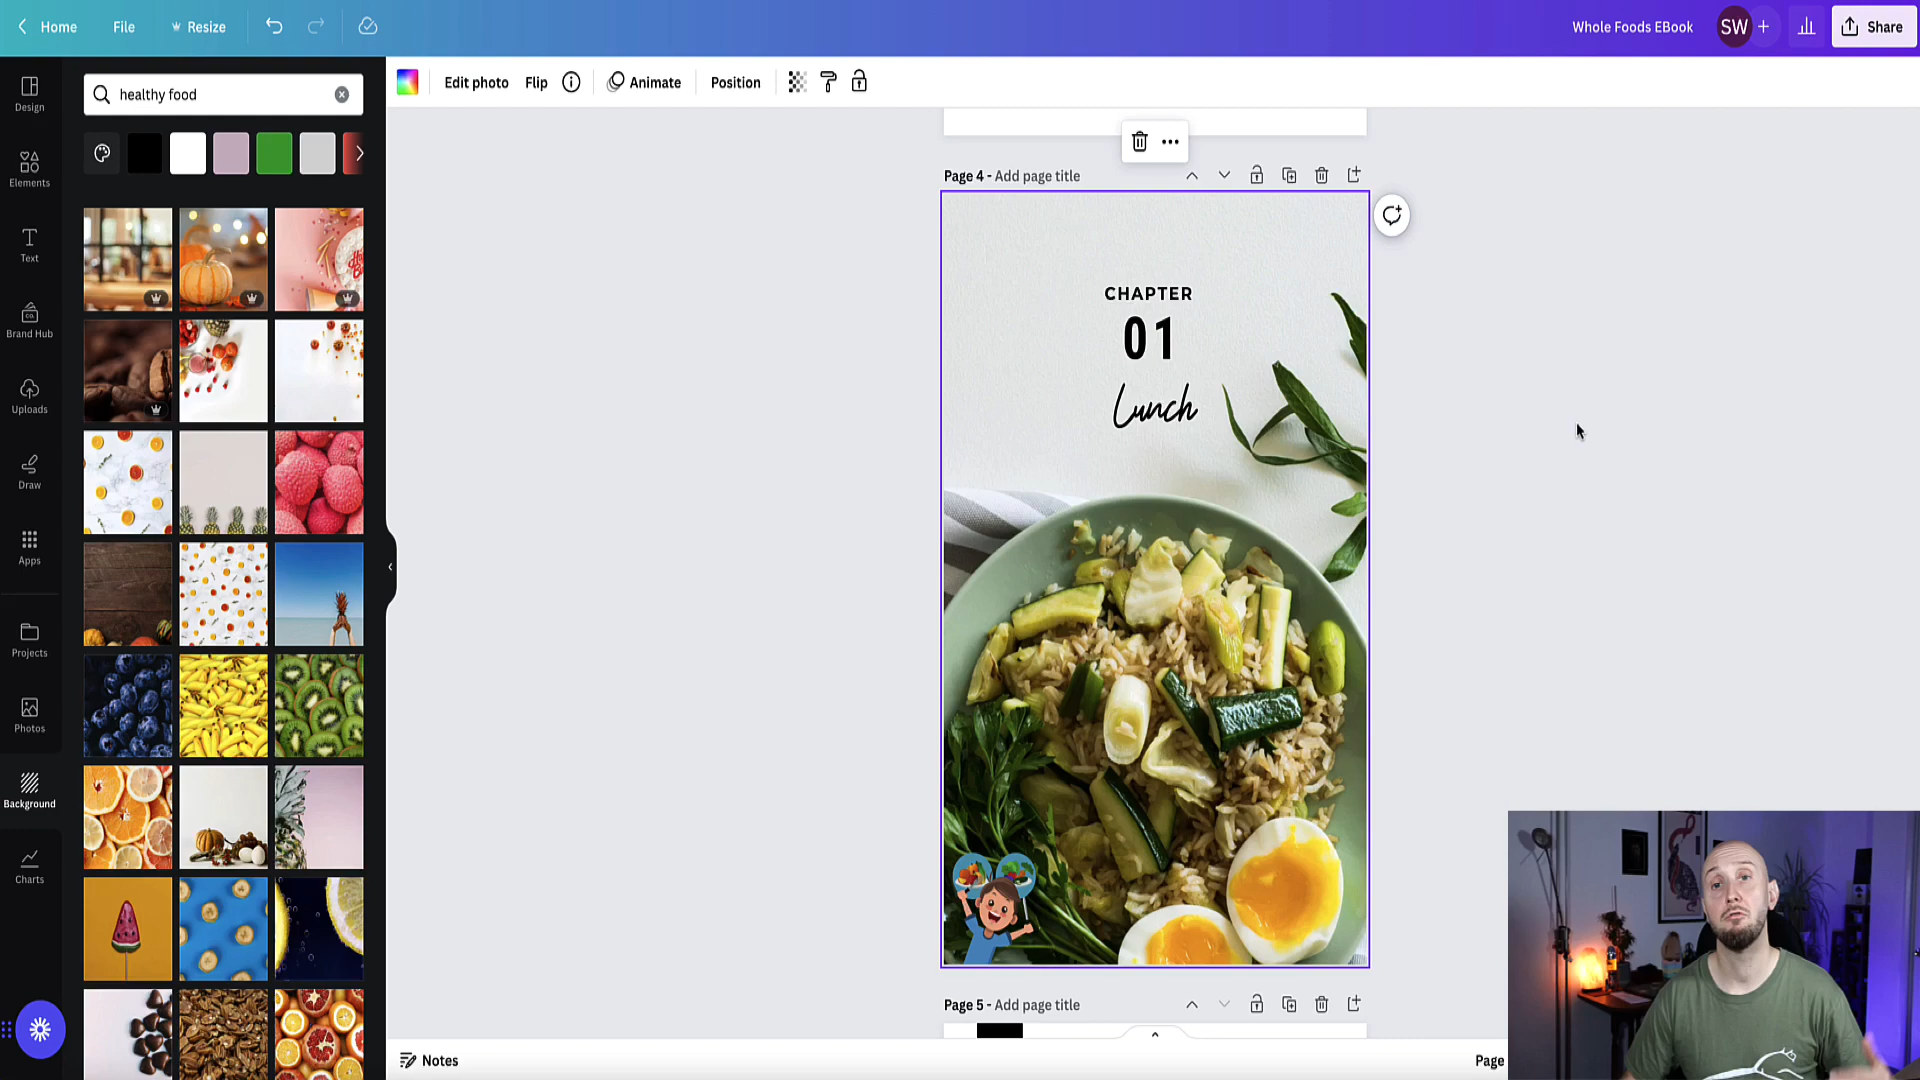 Home
File
Resize
Whole Foods EBook
SW
Share
Design
Elements
Text
Brand Hub
Uploads
Draw
Apps
Projects
Photos
Background
Charts
healthy food
Edit photo
Flip
Animate
Position
Page 4 - Add page title
CHAPTER
01
Lunch
Page 5 - Add page title
Notes
Page